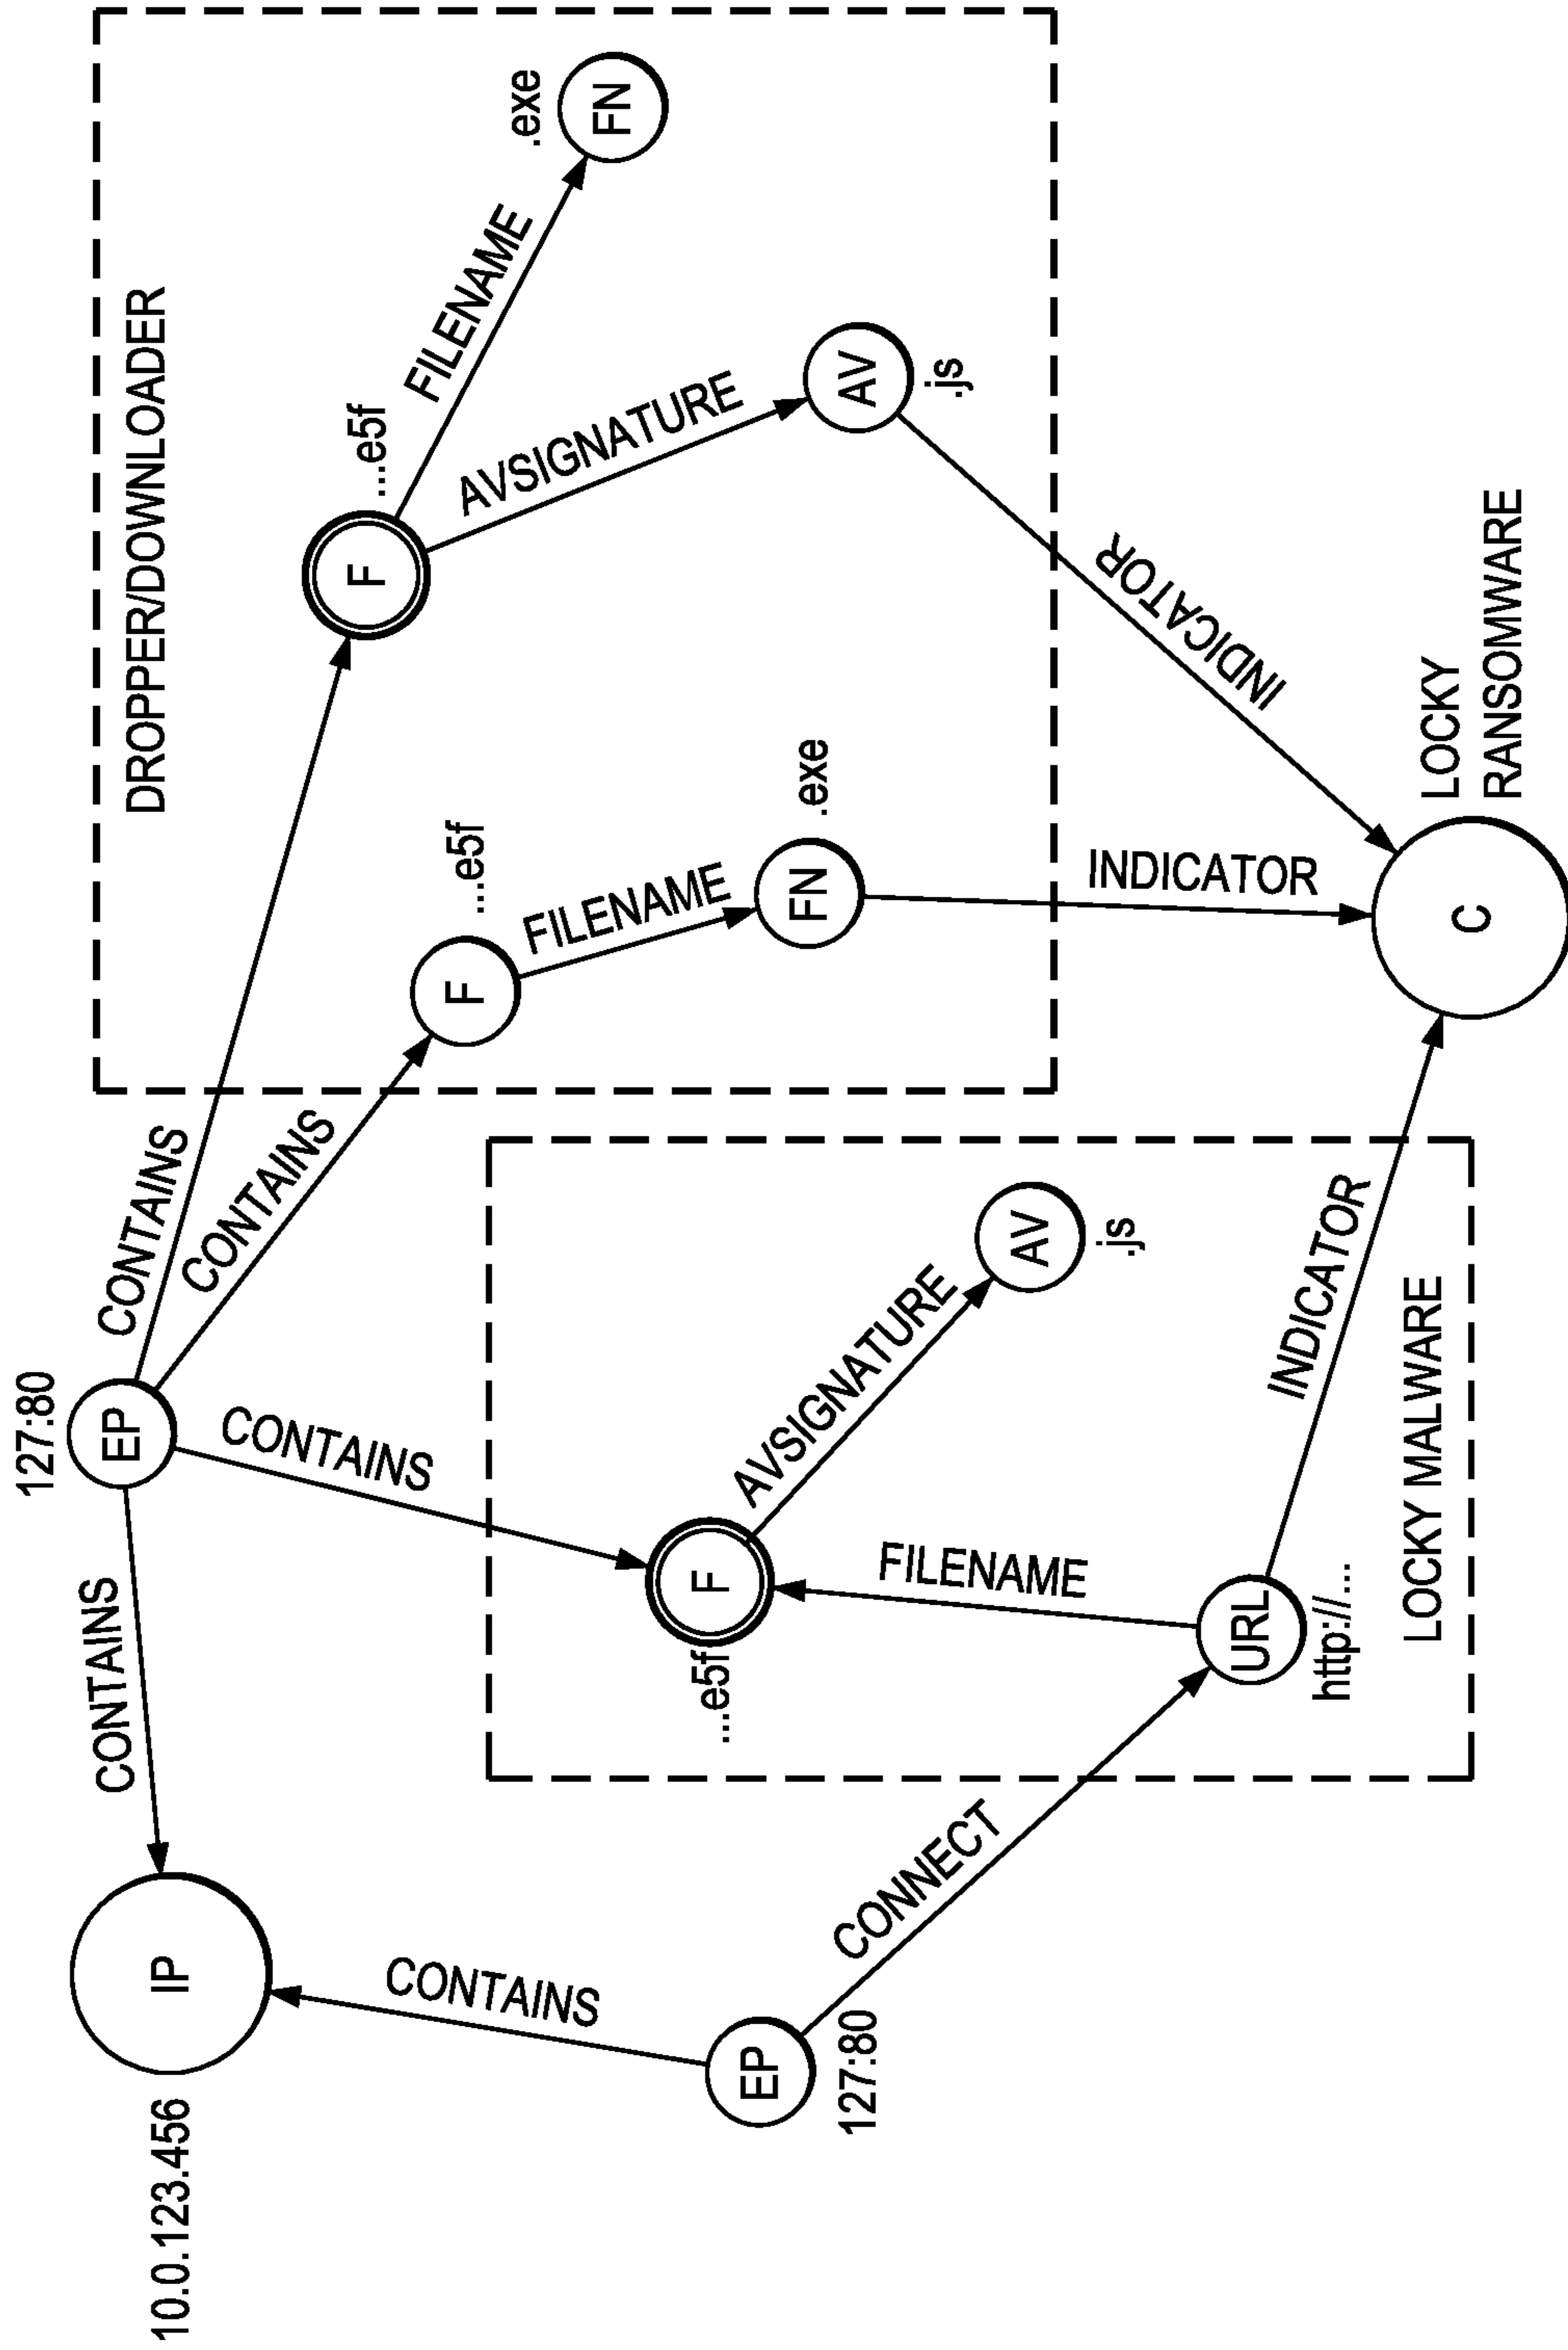 127:80
EP
CONTAINS
CONTAINS
DROPPER/DOWNLOADER
10.0.123.456
IP
CONTAINS
CONTAINS
F
...e5f
FILENAME
.exe
FN
CONTAINS
F
...e5f
FILENAME
AVSIGNATURE
...e5f
F
AVSIGNATURE
FN
.exe
AV
.js
EP
127:80
CONNECT
FILENAME
AV
.js
INDICATOR
INDICATOR
URL
http://...
INDICATOR
LOCKY MALWARE
C
LOCKY
RANSOMWARE